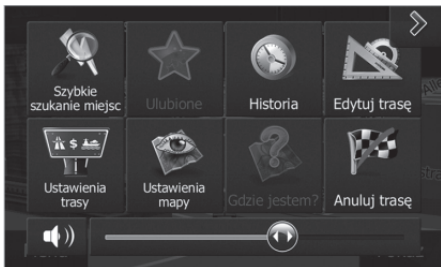 Szybkie
szukanie miejsc
Ulubione
Historia
Edytuj trasę
$
Ustawienia
trasy
Ustawienia
mapy
Gdzie jestem?
Anuluj trasę